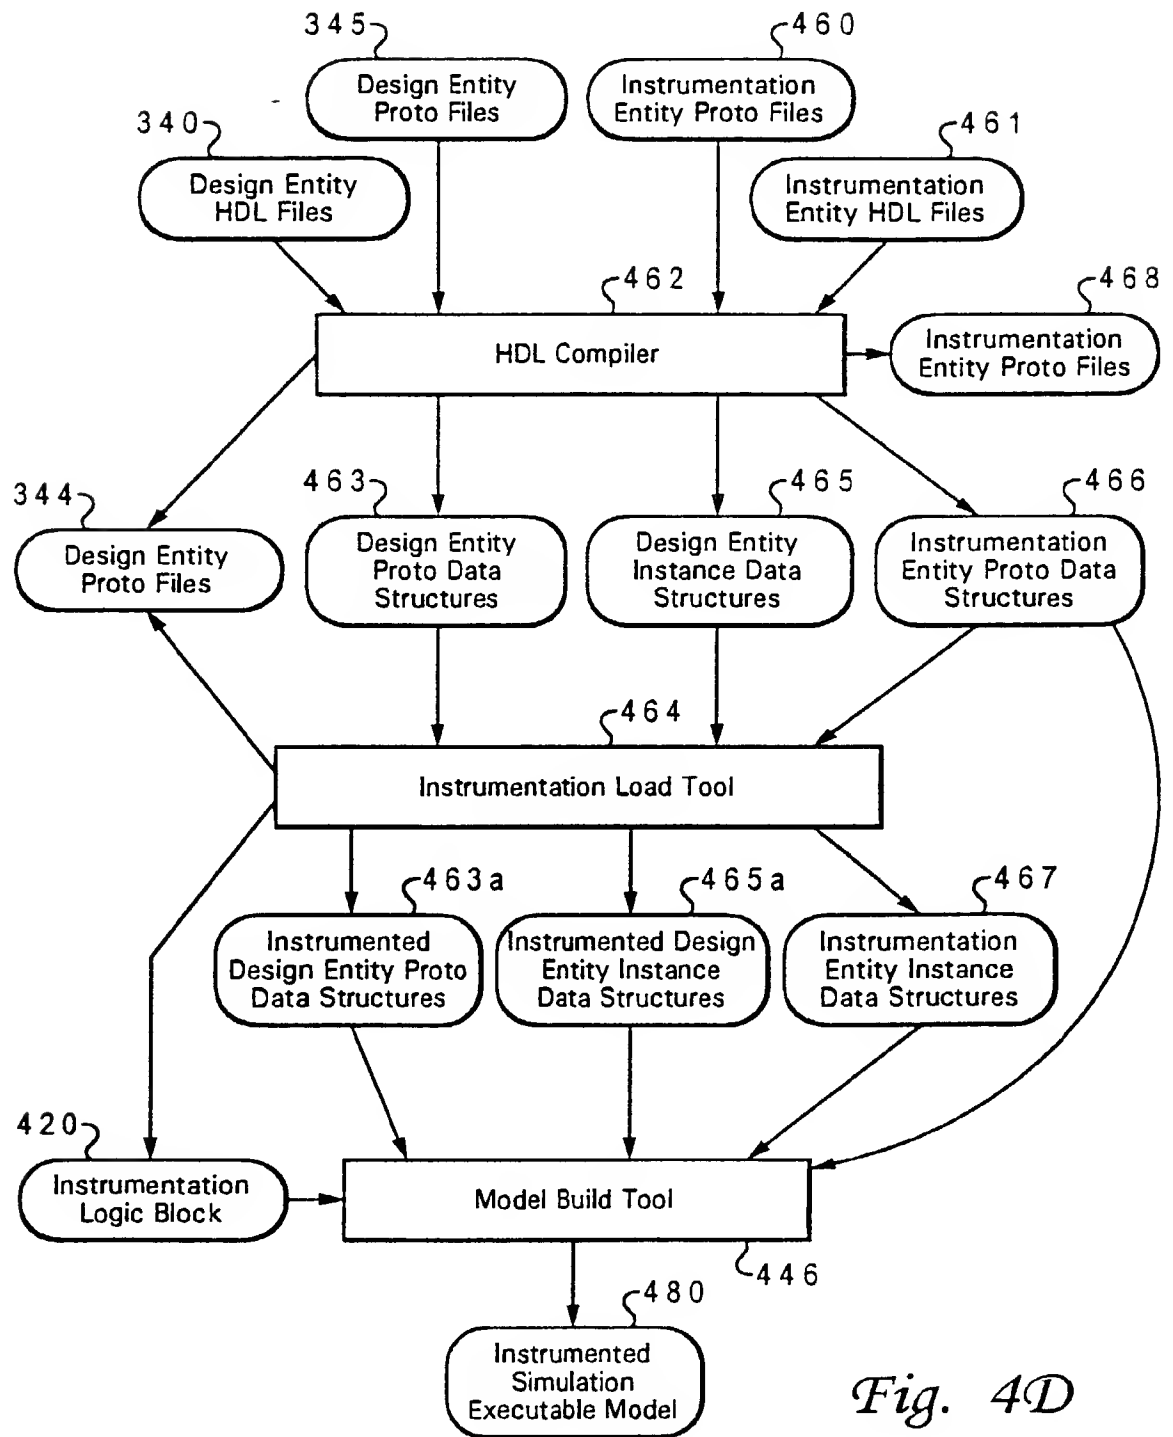 345
460
Design Entity
Proto Files
Instrumentation
Entity Proto Files
340
461
Design Entity
HDL Files
Instrumentation
Entity HDL Files
462
468
HDL Compiler
Instrumentation
Entity Proto Files
344
463
465
466
Design Entity
Proto Files
Design Entity
Proto Data
Structures
Design Entity
Instance Data
Structures
Instrumentation
Entity Proto Data
Structures
464
Instrumentation Load Tool
463a
465a
467
Instrumented
Design Entity Proto
Data Structures
Instrumented Design
Entity Instance
Data Structures
Instrumentation
Entity Instance
Data Structures
420
Instrumentation
Logic Block
Model Build Tool
446
480
Instrumented
Simulation
Executable Model
Fig. 4D